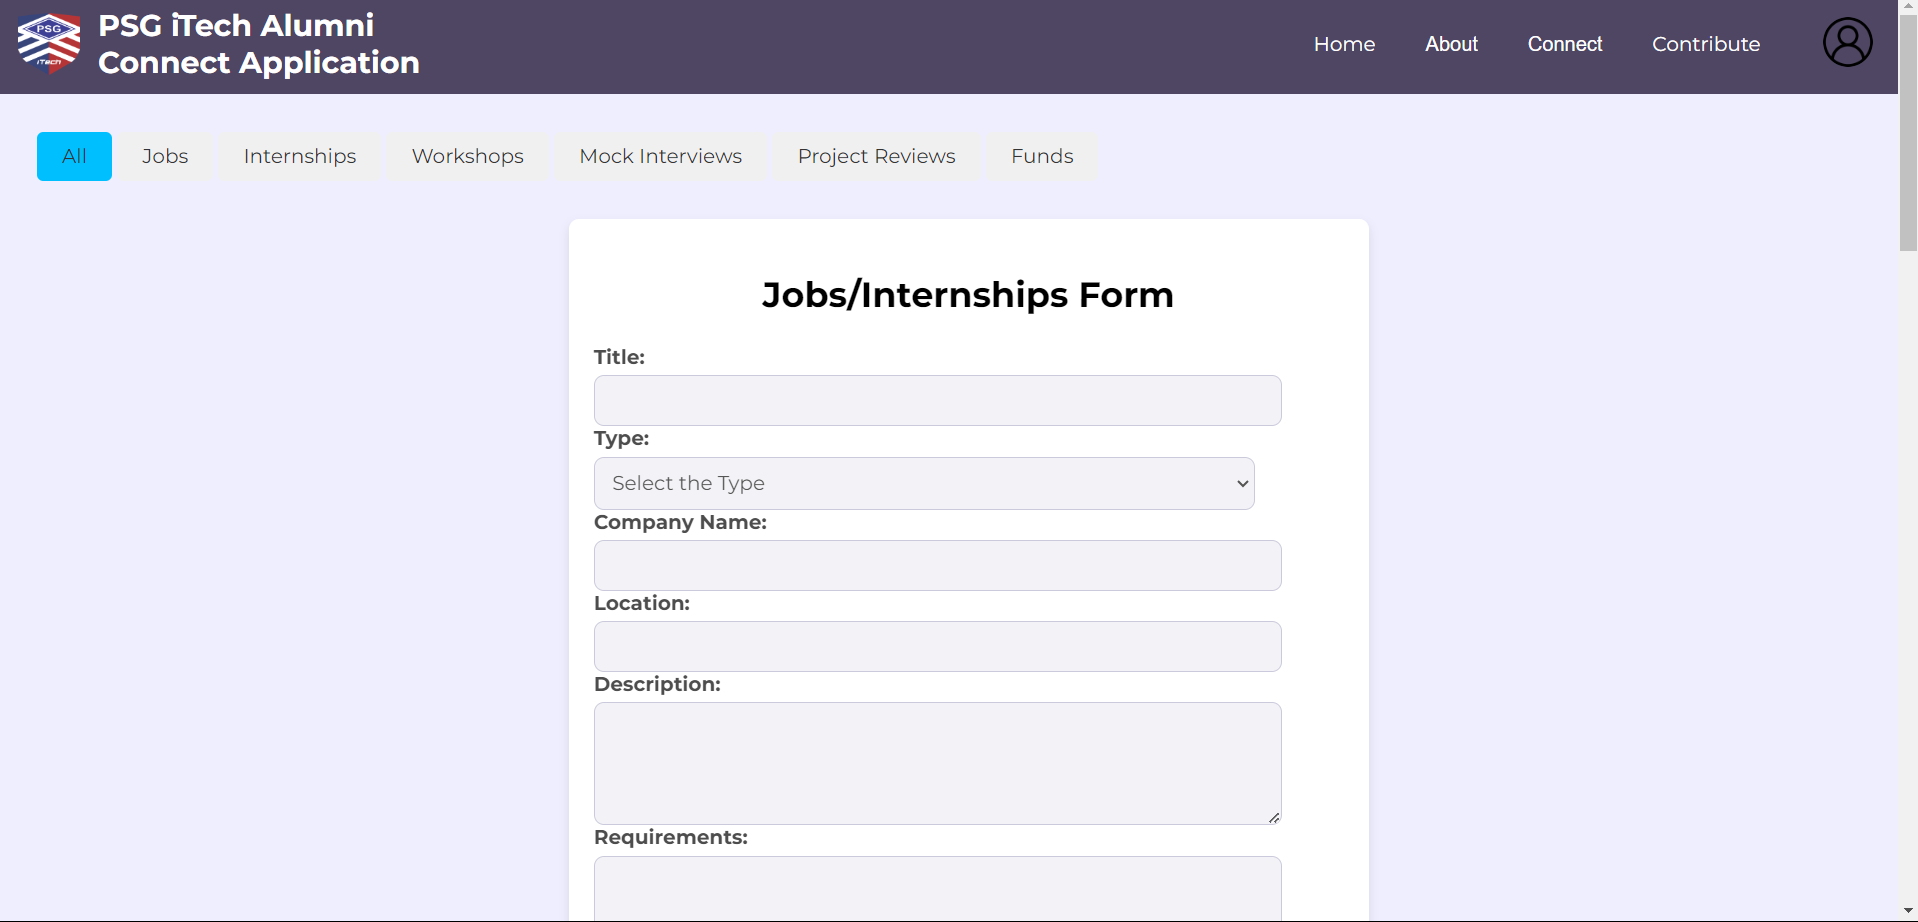 PSG
iTech
PSG iTech Alumni
Connect Application
Home
About
Connect
Contribute
All
Jobs
Internships
Workshops
Mock Interviews
Project Reviews
Funds
Jobs/Internships Form
Title:
Type:
Select the Type
Company Name:
Location:
Description:
Requirements: